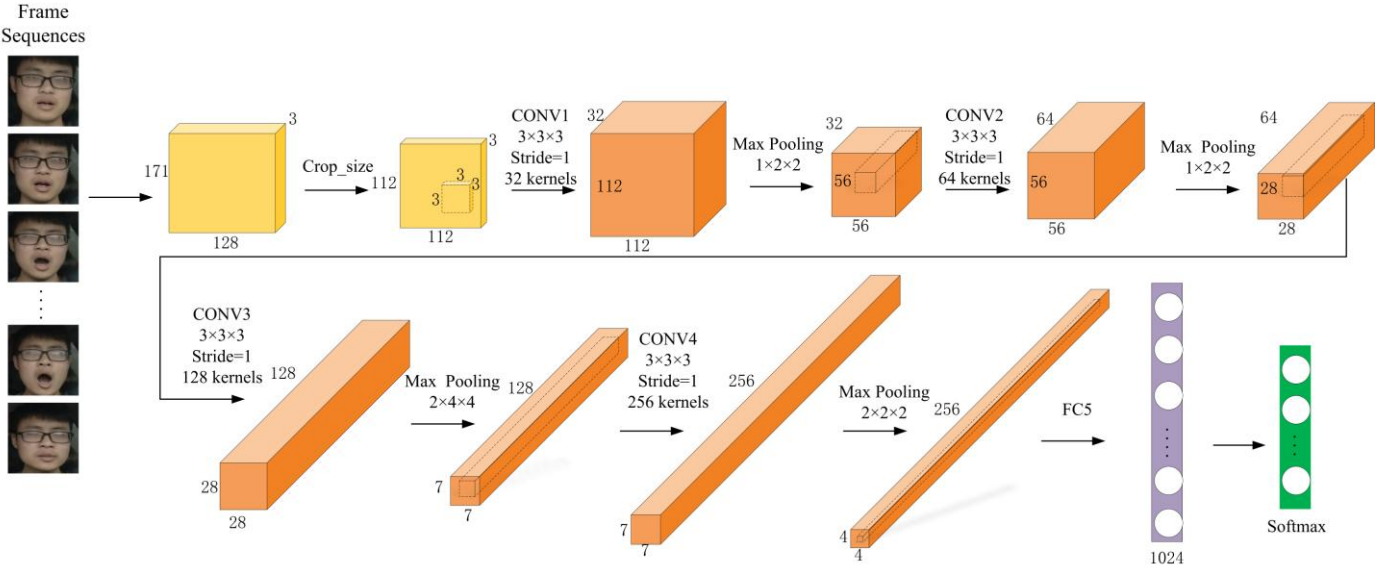 Frame
Sequences
3
171
128
Crop_size
3
112
3
3
3
112
CONV1
3×3×3
Stride=1
32 kernels
32
112
112
Max Pooling
1×2×2
32
56
56
CONV2
3×3×3
Stride=1
64 kernels
64
56
56
Max Pooling
1×2×2
64
28
28
CONV3
3×3×3
Stride=1
128 kernels
128
28
28
Max Pooling
2×4×4
128
7
7
CONV4
3×3×3
Stride=1
256 kernels
256
7
7
Max Pooling
2×2×2
256
4
4
FC5
1024
Softmax